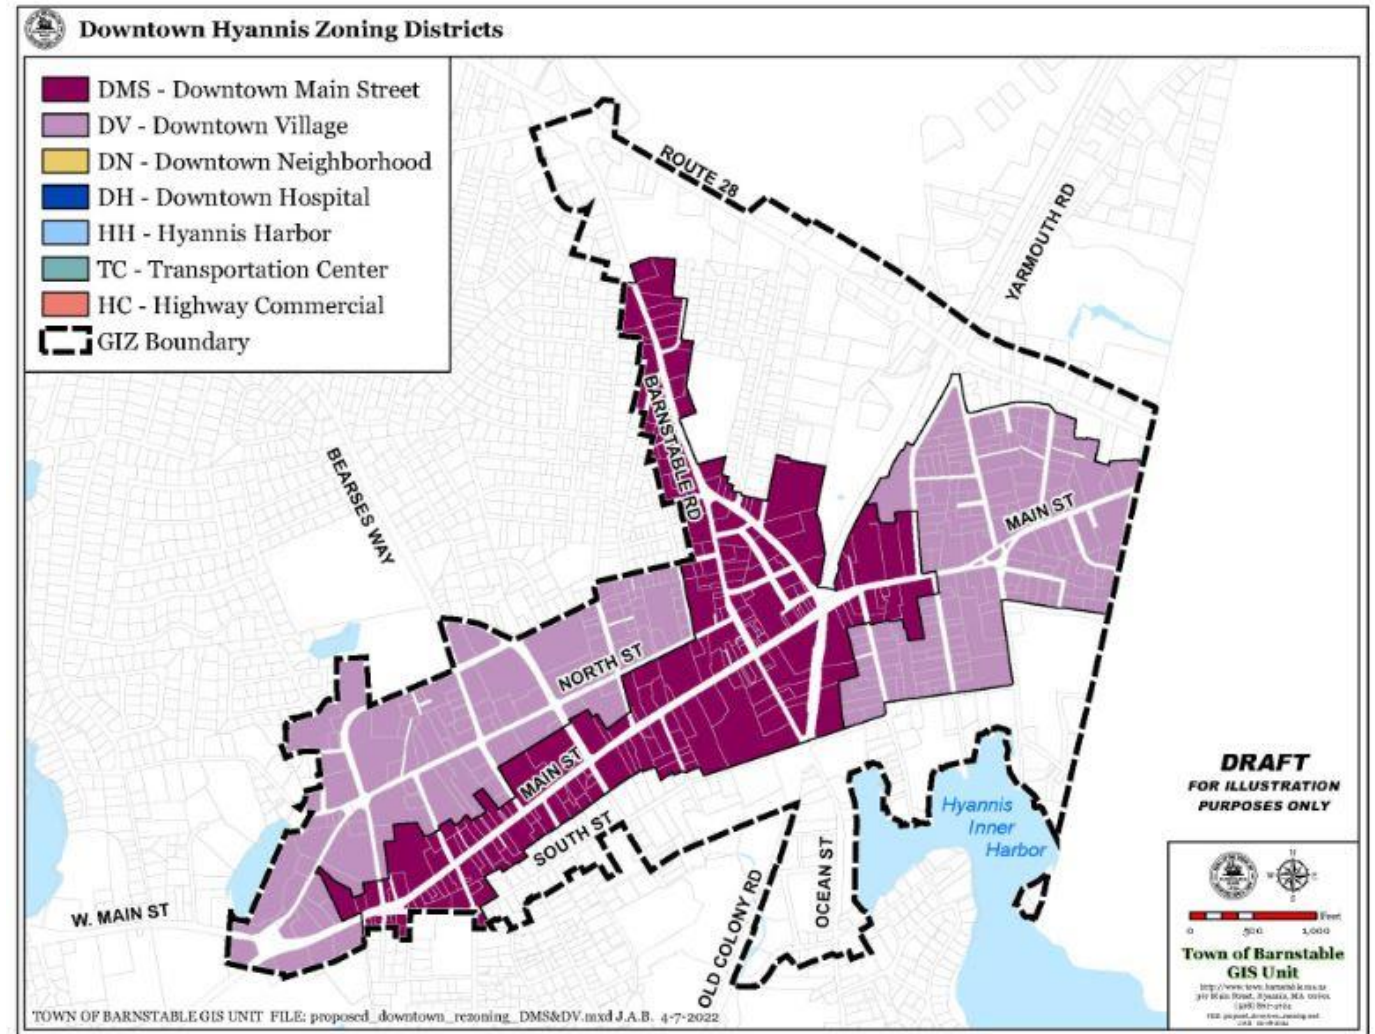 Downtown Hyannis Zoning Districts
DMS - Downtown Main Street
DV - Downtown Village
DN - Downtown Neighborhood
DH - Downtown Hospital
HH - Hyannis Harbor
TC - Transportation Center
HC - Highway Commercial
GIZ Boundary
ROUTE 28
YARMOUTH RD
BARNSTABLE RD
BEARSES WAY
MAIN ST
NORTH ST
MAIN ST
SOUTH ST
W. MAIN ST
OLD COLONY RD
OCEAN ST
Hyannis
Inner
Harbor
DRAFT
FOR ILLUSTRATION
PURPOSES ONLY
N
W E
S
Feet
0 500 1,000
Town of Barnstable
GIS Unit
TOWN OF BARNSTABLE GIS UNIT FILE: proposed_downtown_rezoning_DMS&DV.mxd J.A.B. 4-7-2022